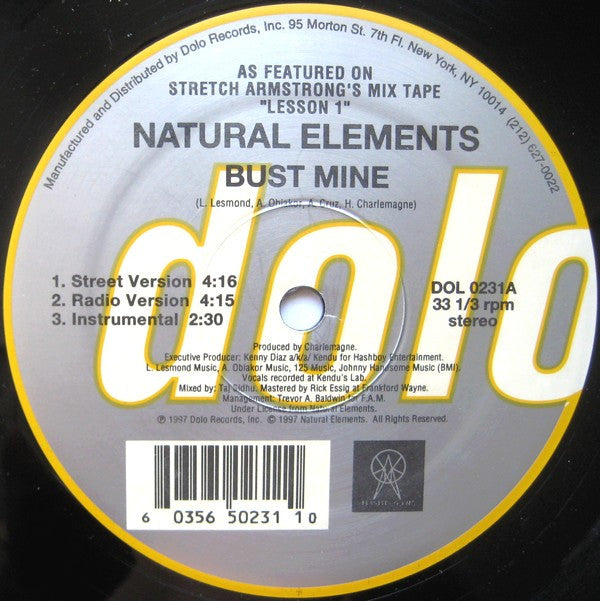 Manufactured and Distributed by Dolo Records, Inc. 95 Morton St. 7th Fl. New York, NY 10014 (212) 627-0022
AS FEATURED ON
STRETCH ARMSTRONG'S MIX TAPE
"LESSON 1"
NATURAL ELEMENTS
BUST MINE
(L. Lesmond, A. Obiakor, A. Cruz, H. Charlemagne)
dolo
1. Street Version 4:16
2. Radio Version 4:15
3. Instrumental 2:30
DOL 0231A
33 1/3 rpm
stereo
Produced by Charlemagne.
Executive Producer: Kenny Diaz a/k/a/ Kendu for Hashboy Entertainment.
L. Lesmond Music, A. Obiakor Music, 125 Music, Johnny Handsome Music (BMI).
Vocals recorded at Kendu's Lab.
Mixed by: Taj Sidhu. Mastered by Rick Essig at Frankford Wayne.
Management: Trevor A. Baldwin for F.A.M.
Under License from Natural Elements.
℗ 1997 Dolo Records, Inc. © 1997 Natural Elements. All Rights Reserved.
6 0356 50231 1 0